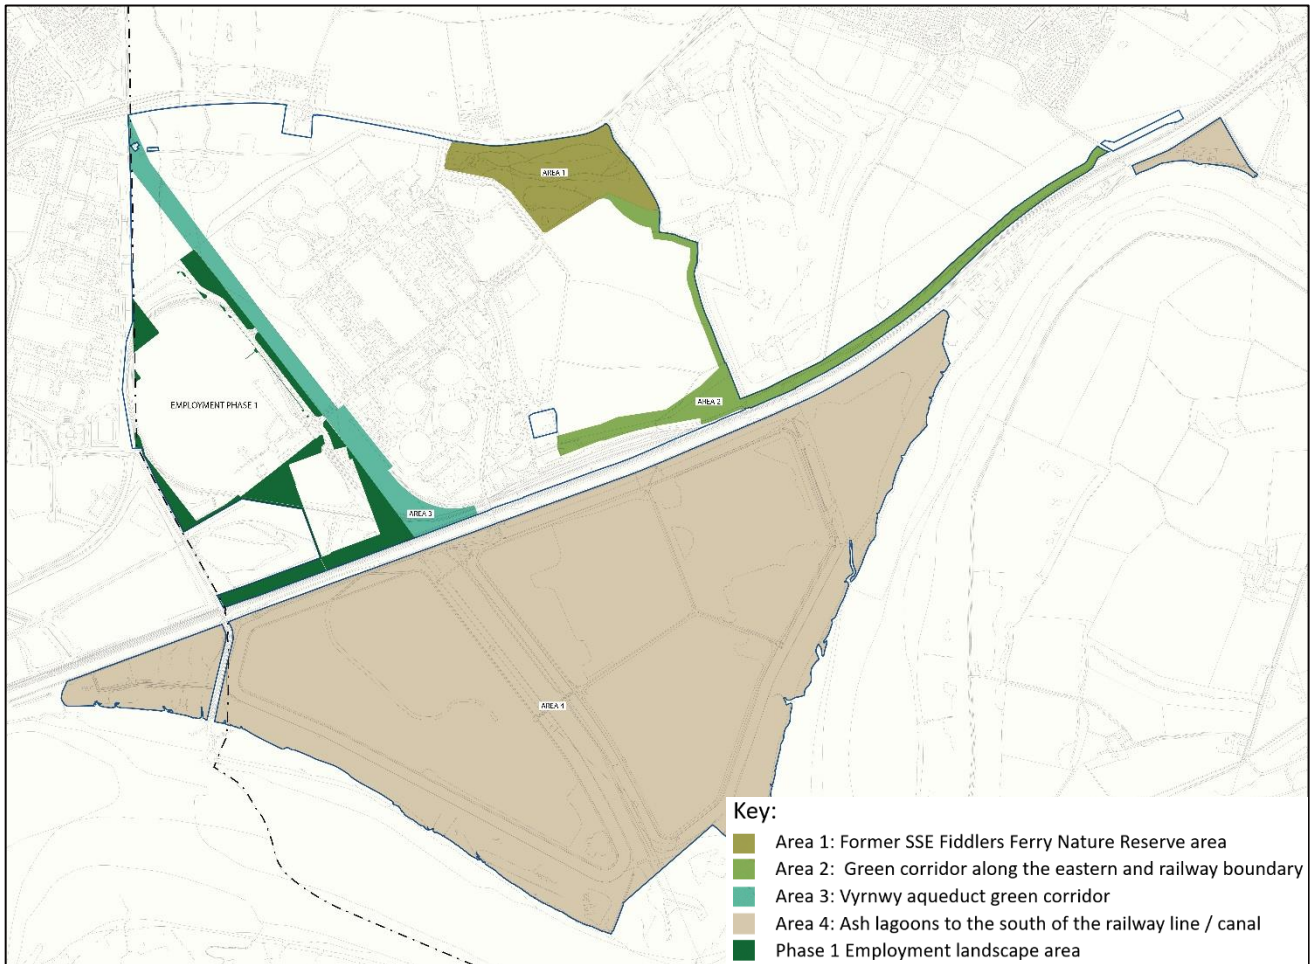 AREA 1
AREA 2
EMPLOYMENT PHASE 1
AREA 3
AREA 4
Key:
Area 1: Former SSE Fiddlers Ferry Nature Reserve area
Area 2: Green corridor along the eastern and railway boundary
Area 3: Vyrnwy aqueduct green corridor
Area 4: Ash lagoons to the south of the railway line / canal
Phase 1 Employment landscape area